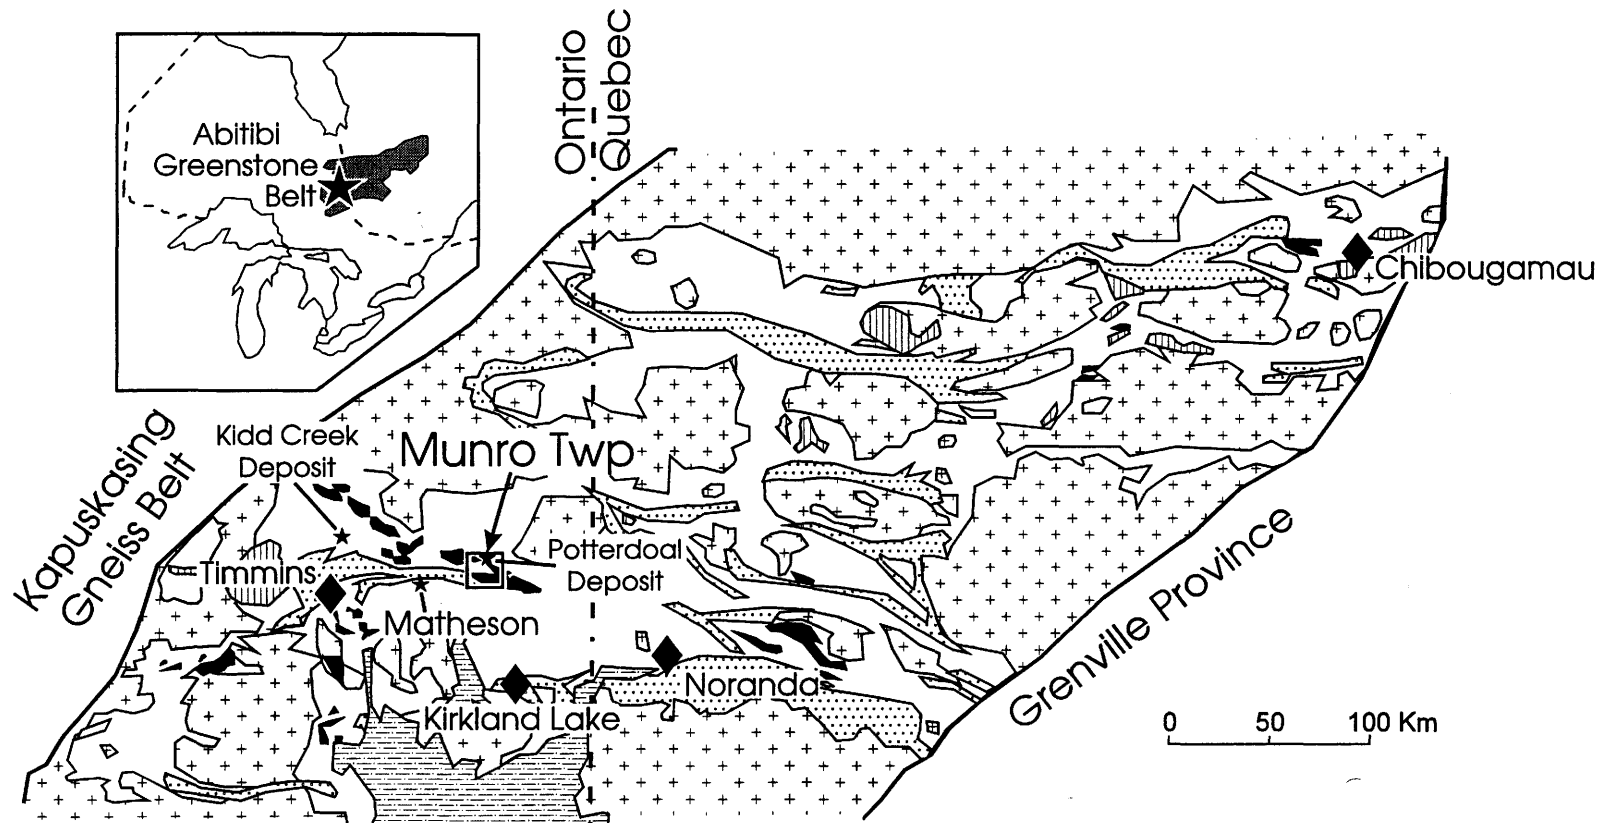 Ontario
Quebec
Abitibi
Greenstone
Belt
Chibougamau
Kapuskasing
Gneiss Belt
Kidd Creek
Deposit
Munro Twp
Potterdoal
Deposit
Timmins
Matheson
Noranda
Kirkland Lake
Grenville Province
0 50 100 Km